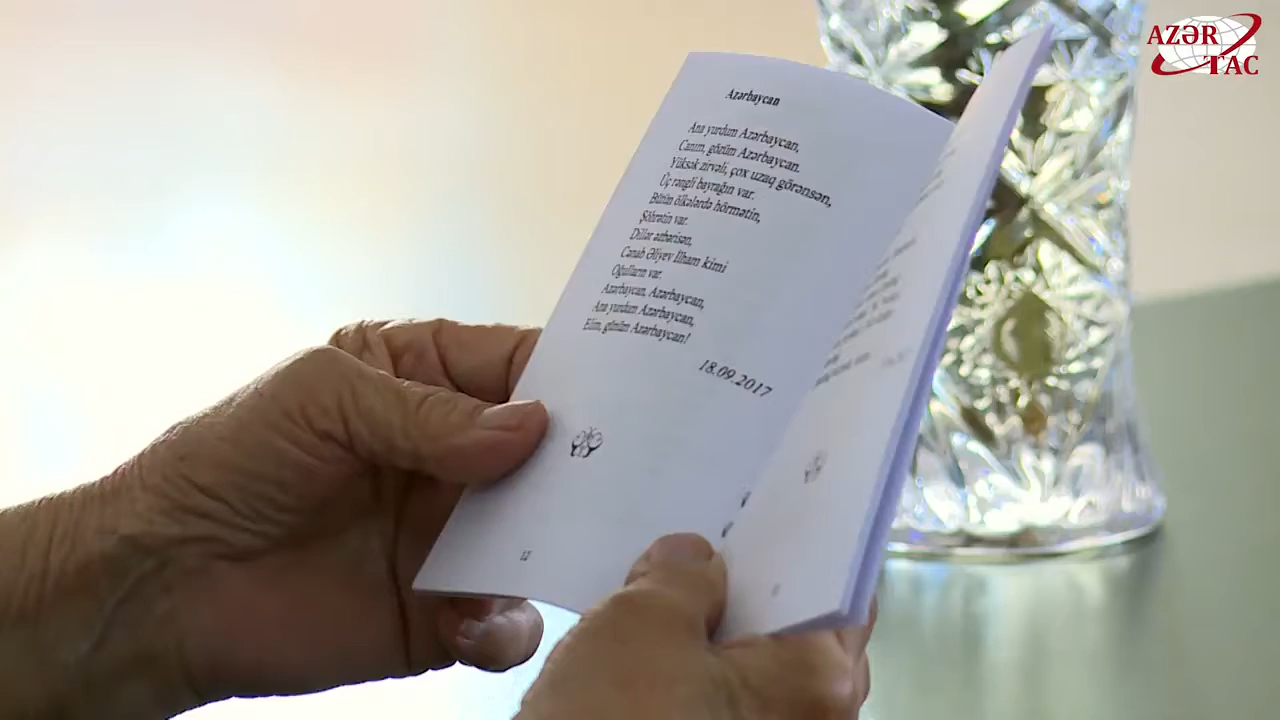 AZƏR
TAC
Azərbaycan
Ana yurdum Azərbaycan,
Canım, gözüm Azərbaycan.
Yüksək zirvəli, çox uzaq görənsən,
Üç rəngli bayrağın var.
Bütün ölkələrdə hörmətin,
Şöhrətin var.
Dillər əzbərisən,
Cənab Əliyev İlham kimi
Oğulların var.
Azərbaycan, Azərbaycan,
Ana yurdum Azərbaycan,
Elim, günüm Azərbaycan!
18.09.2017
12